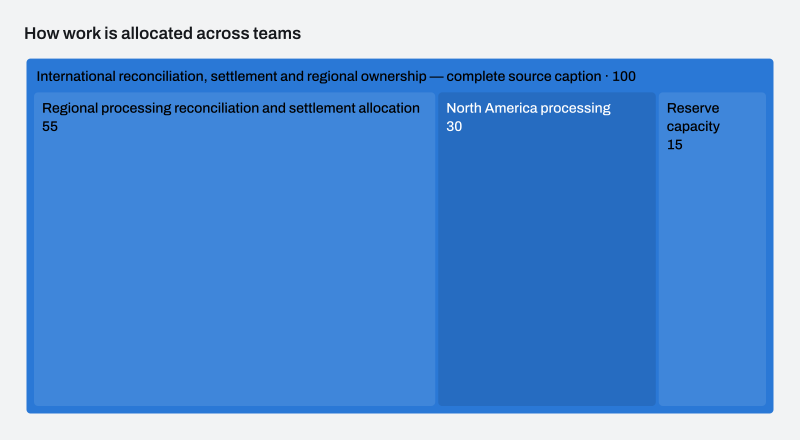 How work is allocated across teams
International reconciliation, settlement and regional ownership — complete source caption · 100
Regional processing reconciliation and settlement allocation
55
North America processing
30
Reserve
capacity
15